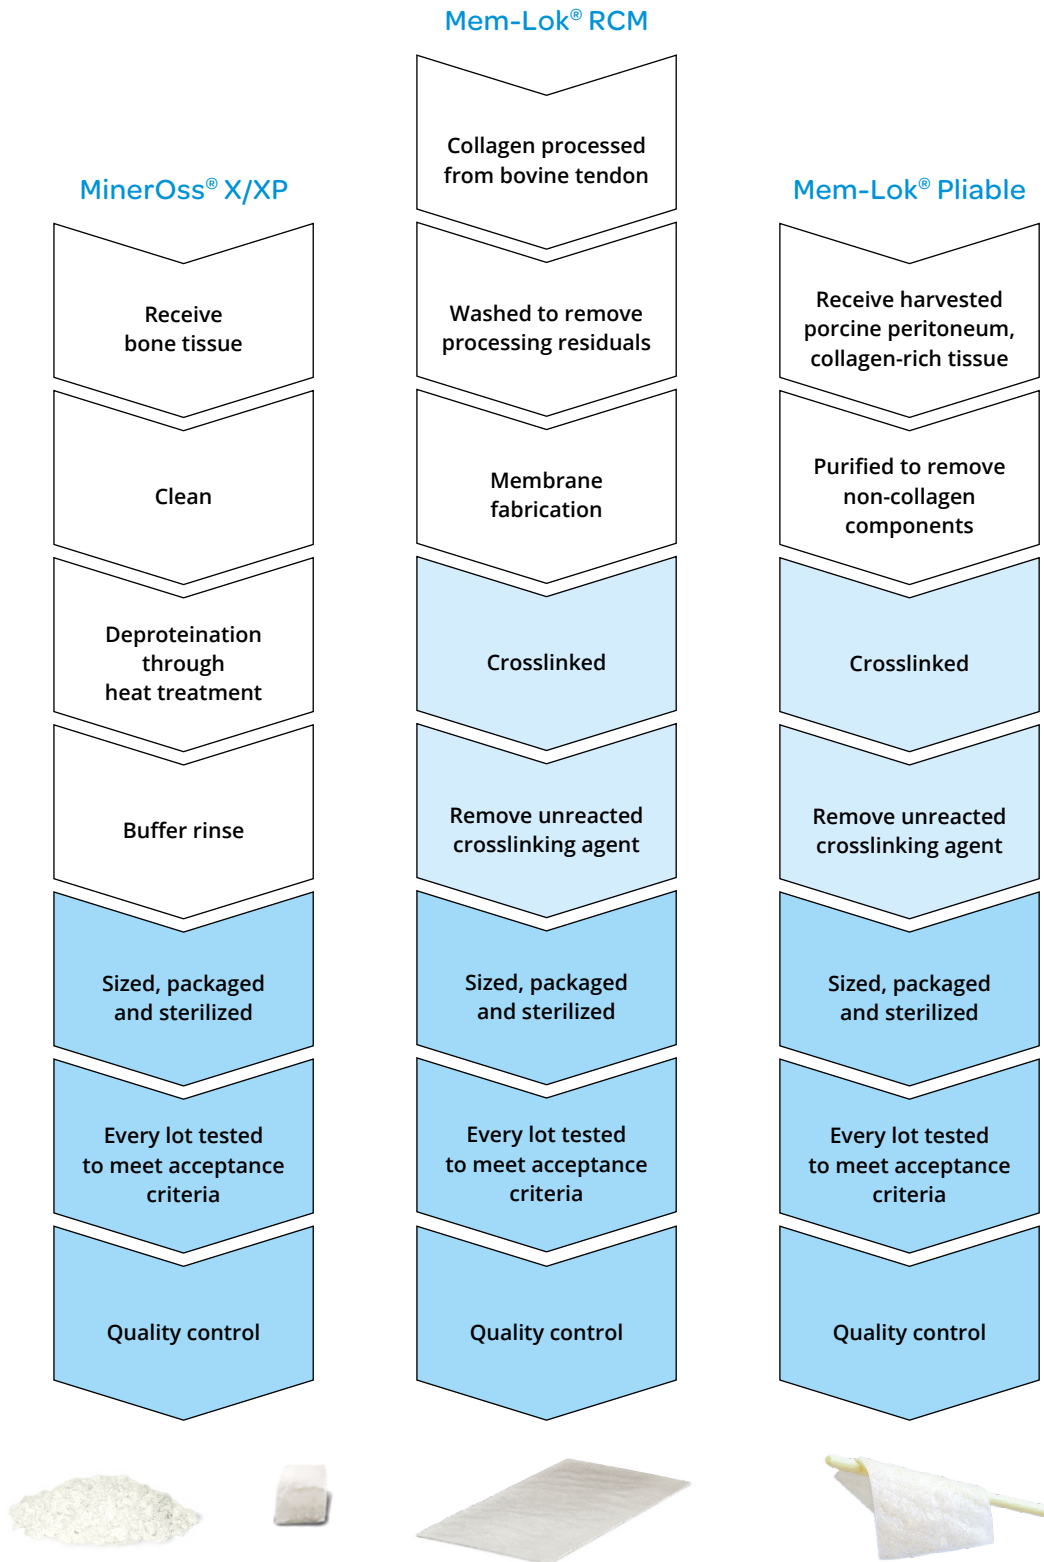 MinerOss® X/XP
Receive
bone tissue
Clean
Deproteination
through
heat treatment
Buffer rinse
Sized, packaged
and sterilized
Every lot tested
to meet acceptance
criteria
Quality control
Mem-Lok® RCM
Collagen processed
from bovine tendon
Washed to remove
processing residuals
Membrane
fabrication
Crosslinked
Remove unreacted
crosslinking agent
Sized, packaged
and sterilized
Every lot tested
to meet acceptance
criteria
Quality control
Mem-Lok® Pliable
Receive harvested
porcine peritoneum,
collagen-rich tissue
Purified to remove
non-collagen
components
Crosslinked
Remove unreacted
crosslinking agent
Sized, packaged
and sterilized
Every lot tested
to meet acceptance
criteria
Quality control